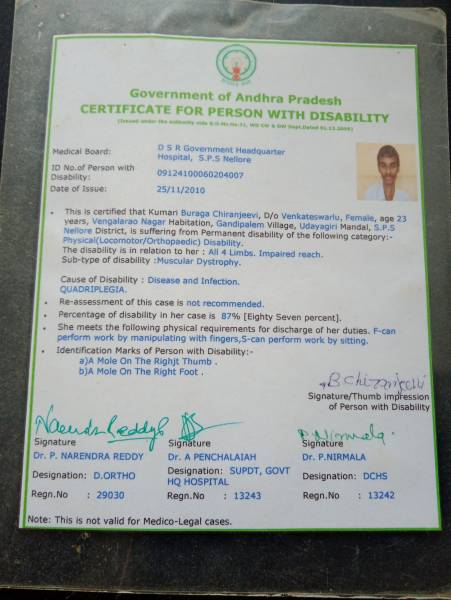 Government of Andhra Pradesh
CERTIFICATE FOR PERSON WITH DISABILITY
Medical Board: D S R Government Headquarter
Hospital, S.P.S Nellore
ID No.of Person with
Disability: 09124100060204007
Date of Issue: 25/11/2010
• This is certified that Kumari Buraga Chiranjeevi, D/o Venkateswarlu, Female, age 23
years, Vengalarao Nagar Habitation, Gandipalem Village, Udayagiri Mandal, S.P.S
Nellore District, is suffering from Permanent disability of the following category:-
Physical(Locomotor/Orthopaedic) Disability.
The disability is in relation to her : All 4 Limbs. Impaired reach.
Sub-type of disability :Muscular Dystrophy.
Cause of Disability : Disease and Infection.
QUADRIPLEGIA.
• Re-assessment of this case is not recommended.
• Percentage of disability in her case is 87% [Eighty Seven percent].
• She meets the following physical requirements for discharge of her duties. F-can
perform work by manipulating with fingers,S-can perform work by sitting.
• Identification Marks of Person with Disability:-
a)A Mole On The Righjt Thumb .
b)A Mole On The Right Foot .
B Chiranjeevi
Signature/Thumb impression
of Person with Disability
Narendra Reddy P.Nirmala
Signature Signature Signature
Dr. P. NARENDRA REDDY Dr. A PENCHALAIAH Dr. P.NIRMALA
Designation: D.ORTHO Designation: SUPDT, GOVT
HQ HOSPITAL Designation: DCHS
Regn.No : 29030 Regn.No : 13243 Regn.No : 13242
Note: This is not valid for Medico-Legal cases.